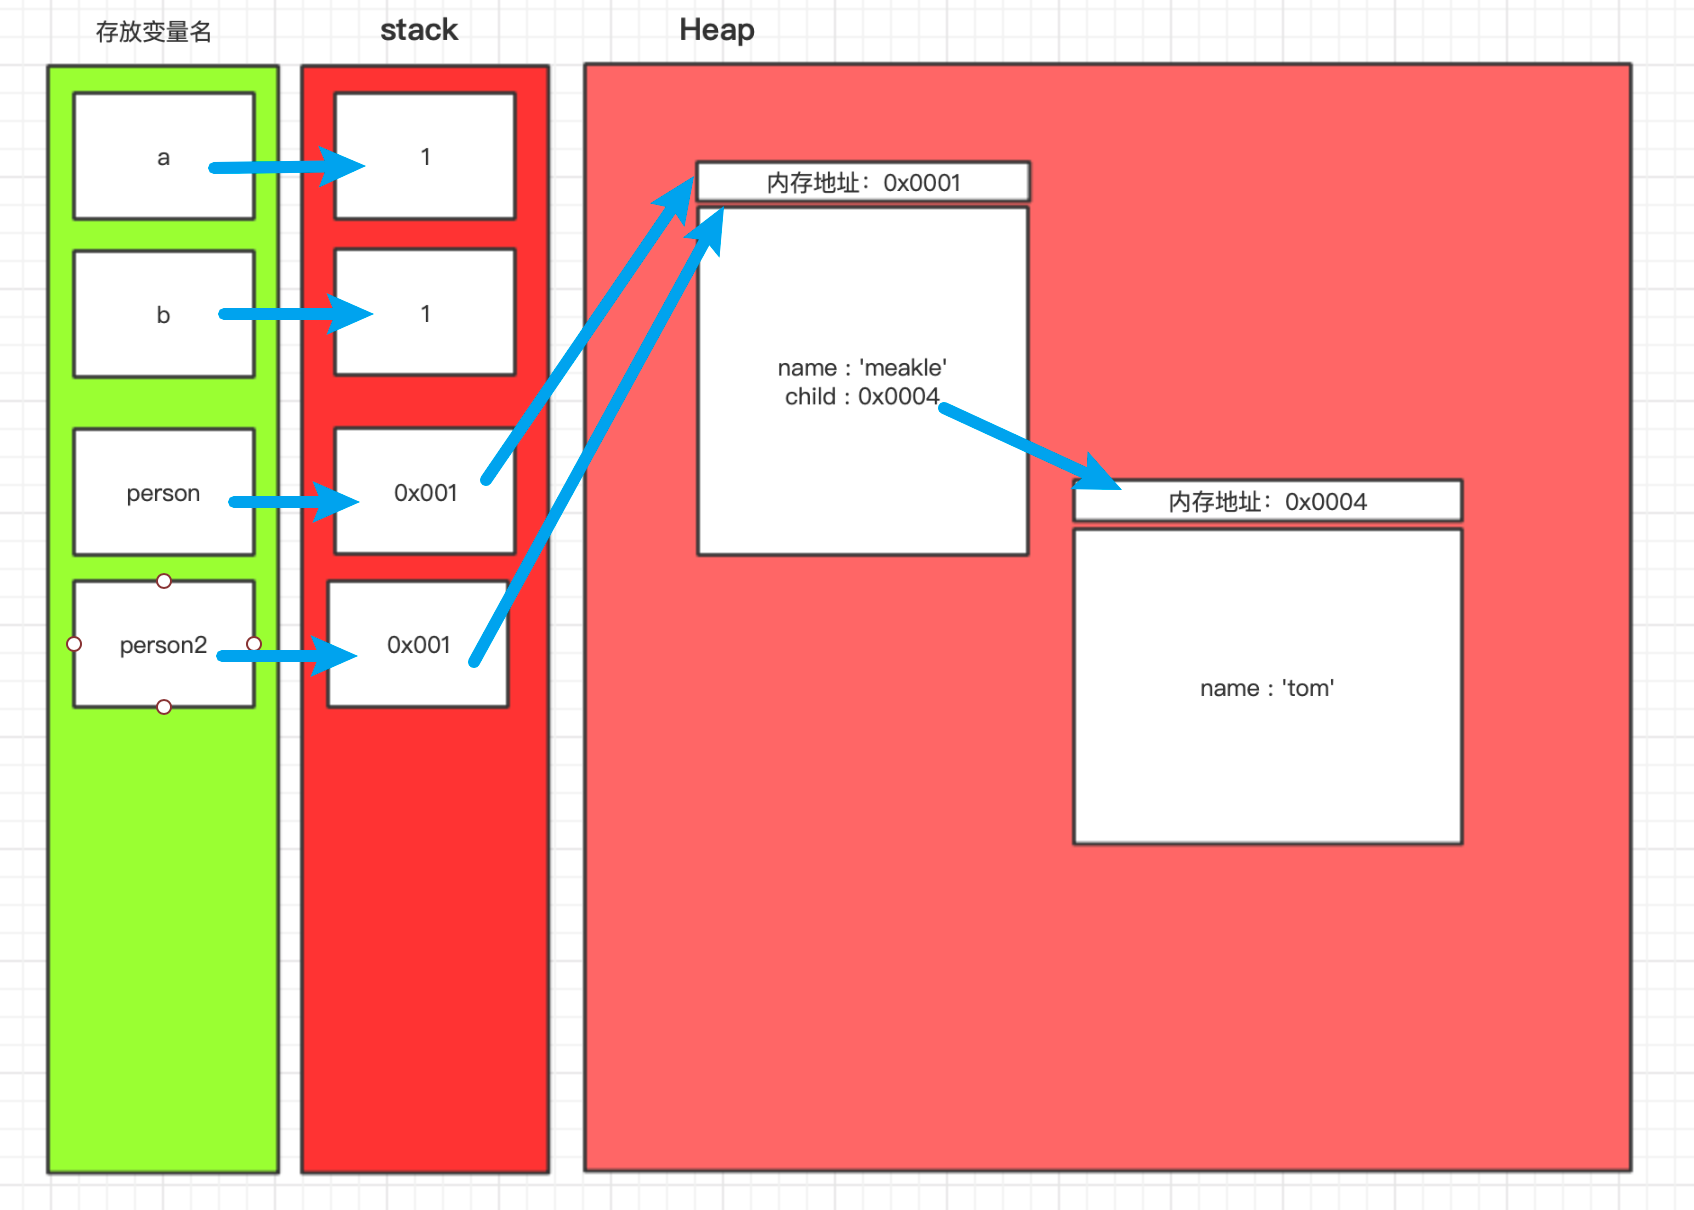 存放变量名
stack
Heap
a
1
b
1
person
0x001
person2
0x001
内存地址：0x0001
name : 'meakle'
child : 0x0004
内存地址：0x0004
name : 'tom'